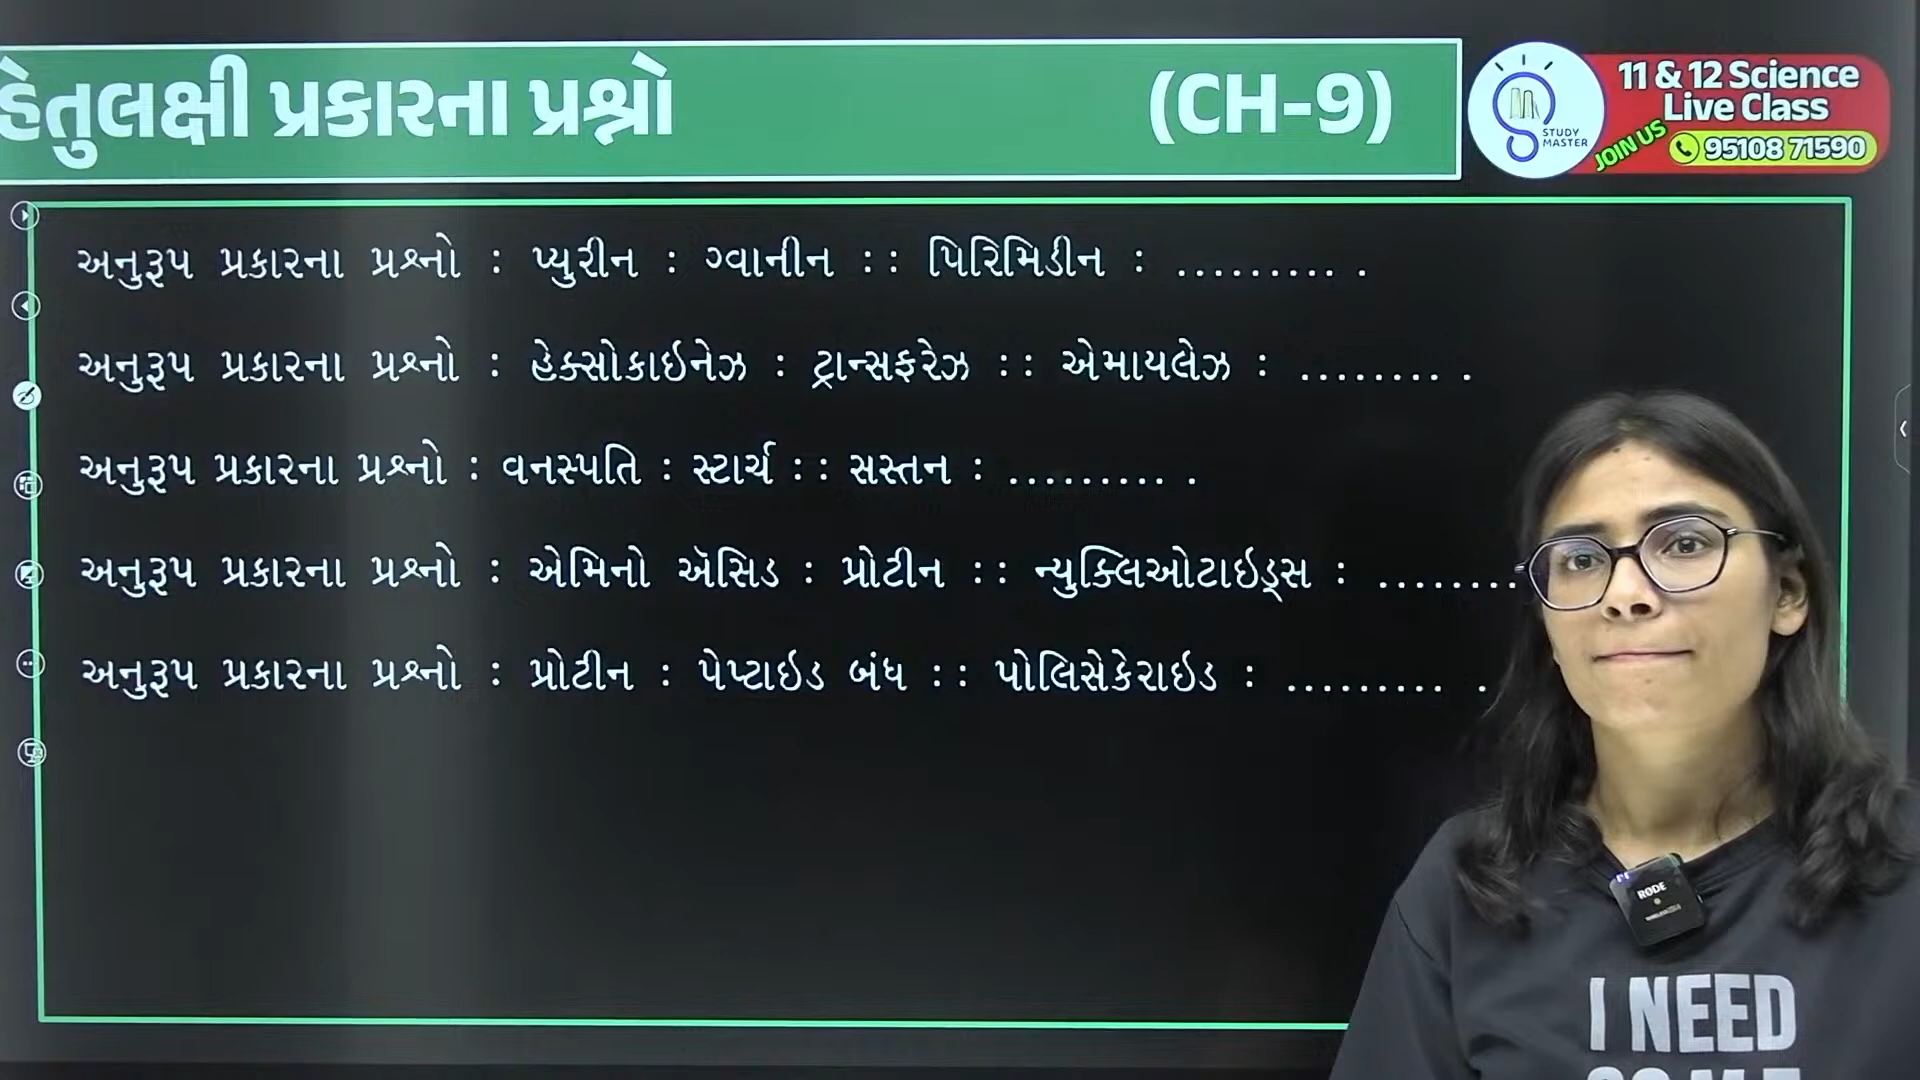 હેતુલક્ષી પ્રકારના પ્રશ્નો (CH-9)
11 & 12 Science
Live Class
JOIN US 95108 71590
STUDY
MASTER
અનુરૂપ પ્રકારના પ્રશ્નો : પ્યુરીન : ગ્વાનીન :: પિરિમિડીન : ......... .
અનુરૂપ પ્રકારના પ્રશ્નો : હેક્સોકાઇનેઝ : ટ્રાન્સફરેઝ :: એમાયલેઝ : ........ .
અનુરૂપ પ્રકારના પ્રશ્નો : વનસ્પતિ : સ્ટાર્ચ :: સસ્તન : ......... .
અનુરૂપ પ્રકારના પ્રશ્નો : એમિનો ઍસિડ : પ્રોટીન :: ન્યુક્લિઓટાઇડ્સ : ........
અનુરૂપ પ્રકારના પ્રશ્નો : પ્રોટીન : પેપ્ટાઇડ બંધ :: પોલિસેકેરાઇડ : ......... .
RØDE
I NEED